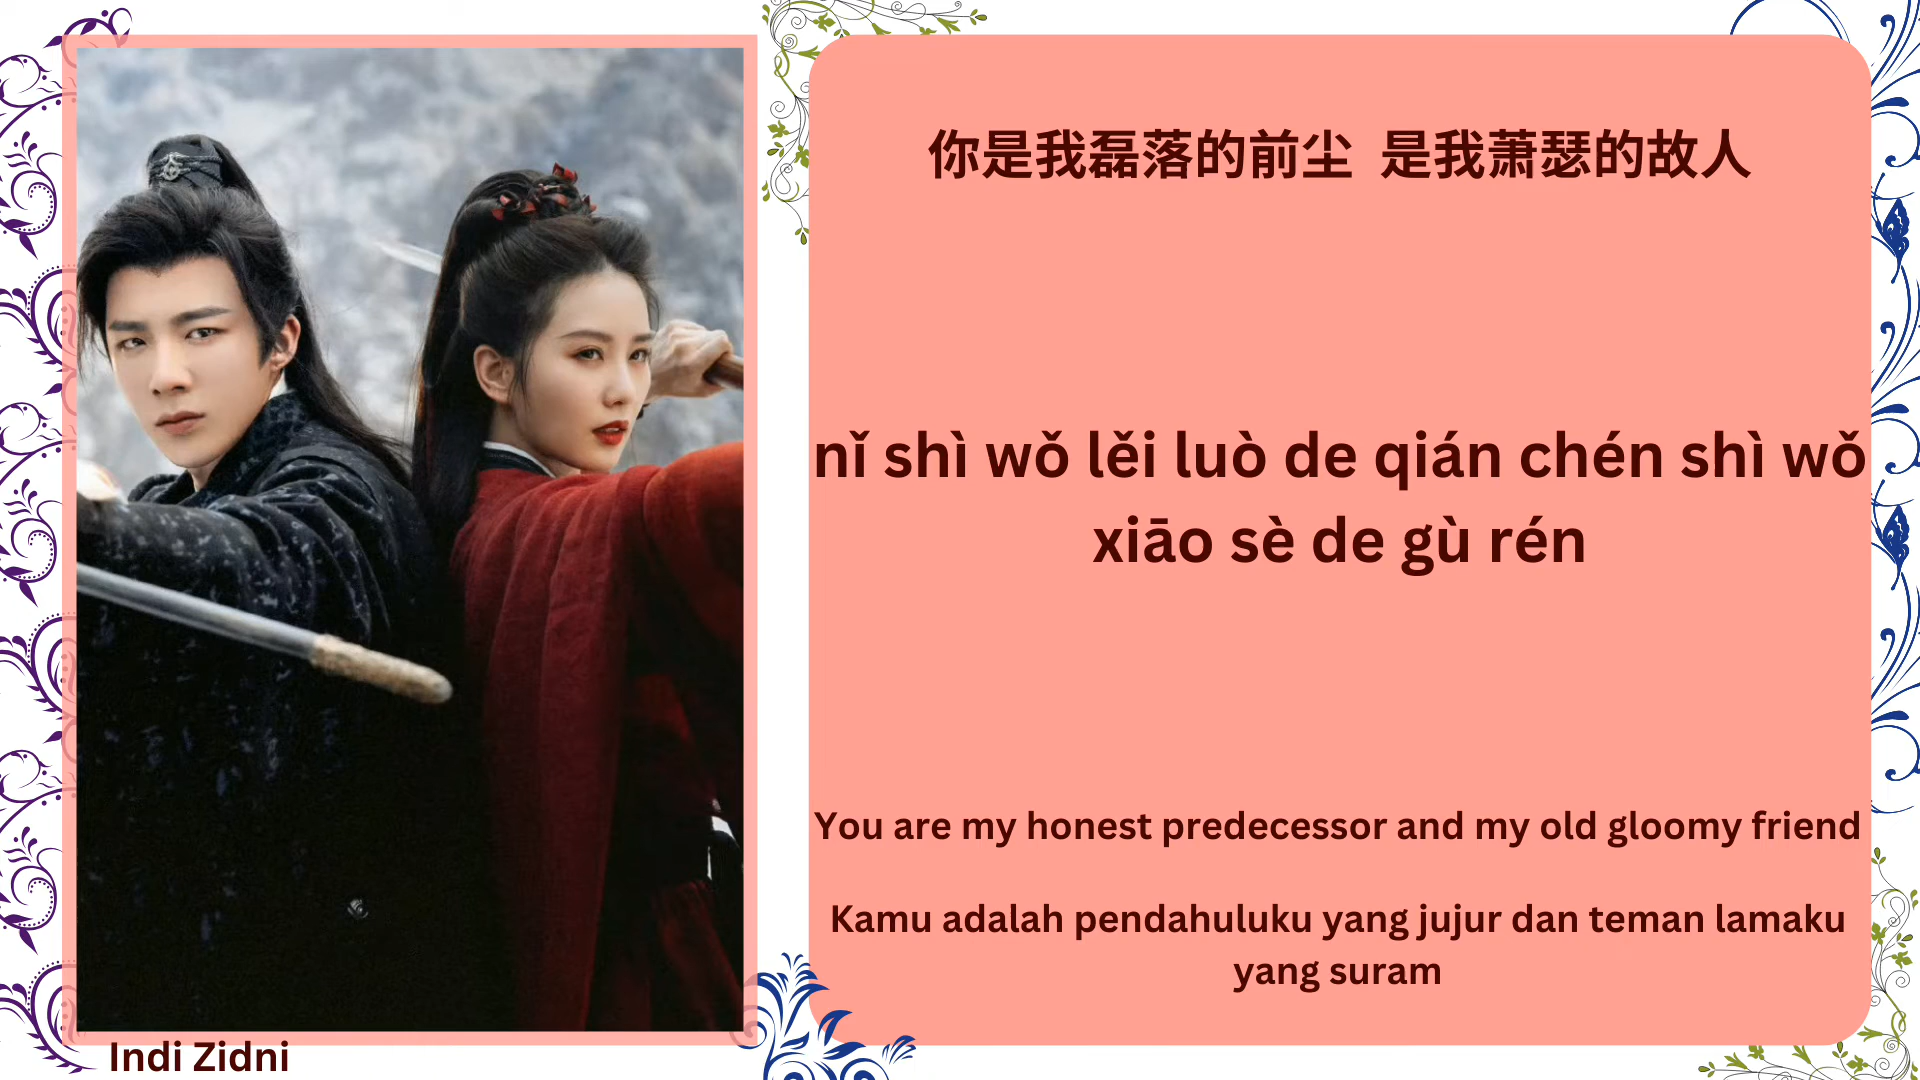 你是我磊落的前尘 是我萧瑟的故人
nǐ shì wǒ lěi luò de qián chén shì wǒ
xiāo sè de gù rén
You are my honest predecessor and my old gloomy friend
Kamu adalah pendahuluku yang jujur dan teman lamaku
yang suram
Indi Zidni